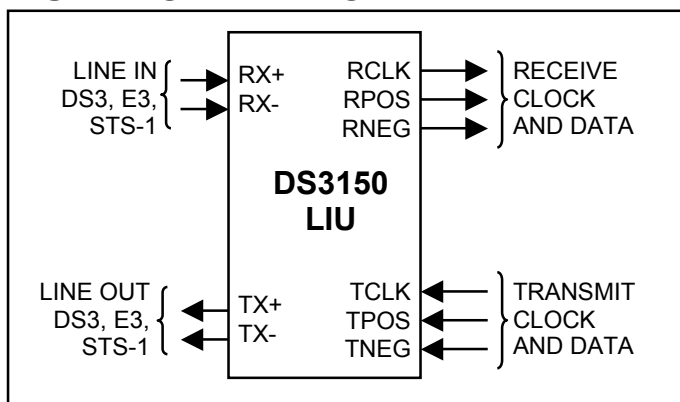 LINE IN
DS3, E3,
STS-1
RX+
RX-
RCLK
RPOS
RNEG
RECEIVE
CLOCK
AND DATA
DS3150
LIU
LINE OUT
DS3, E3,
STS-1
TX+
TX-
TCLK
TPOS
TNEG
TRANSMIT
CLOCK
AND DATA